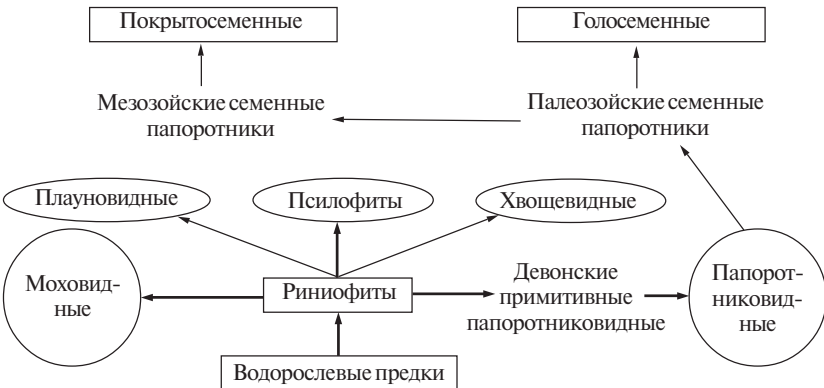 Покрытосеменные
Голосеменные
Мезозойские семенные
папоротники
Палеозойские семенные
папоротники
Плауновидные
Псилофиты
Хвощевидные
Моховид-
ные
Риниофиты
Девонские
примитивные
папоротниковидные
Папорот-
никовид-
ные
Водорослевые предки